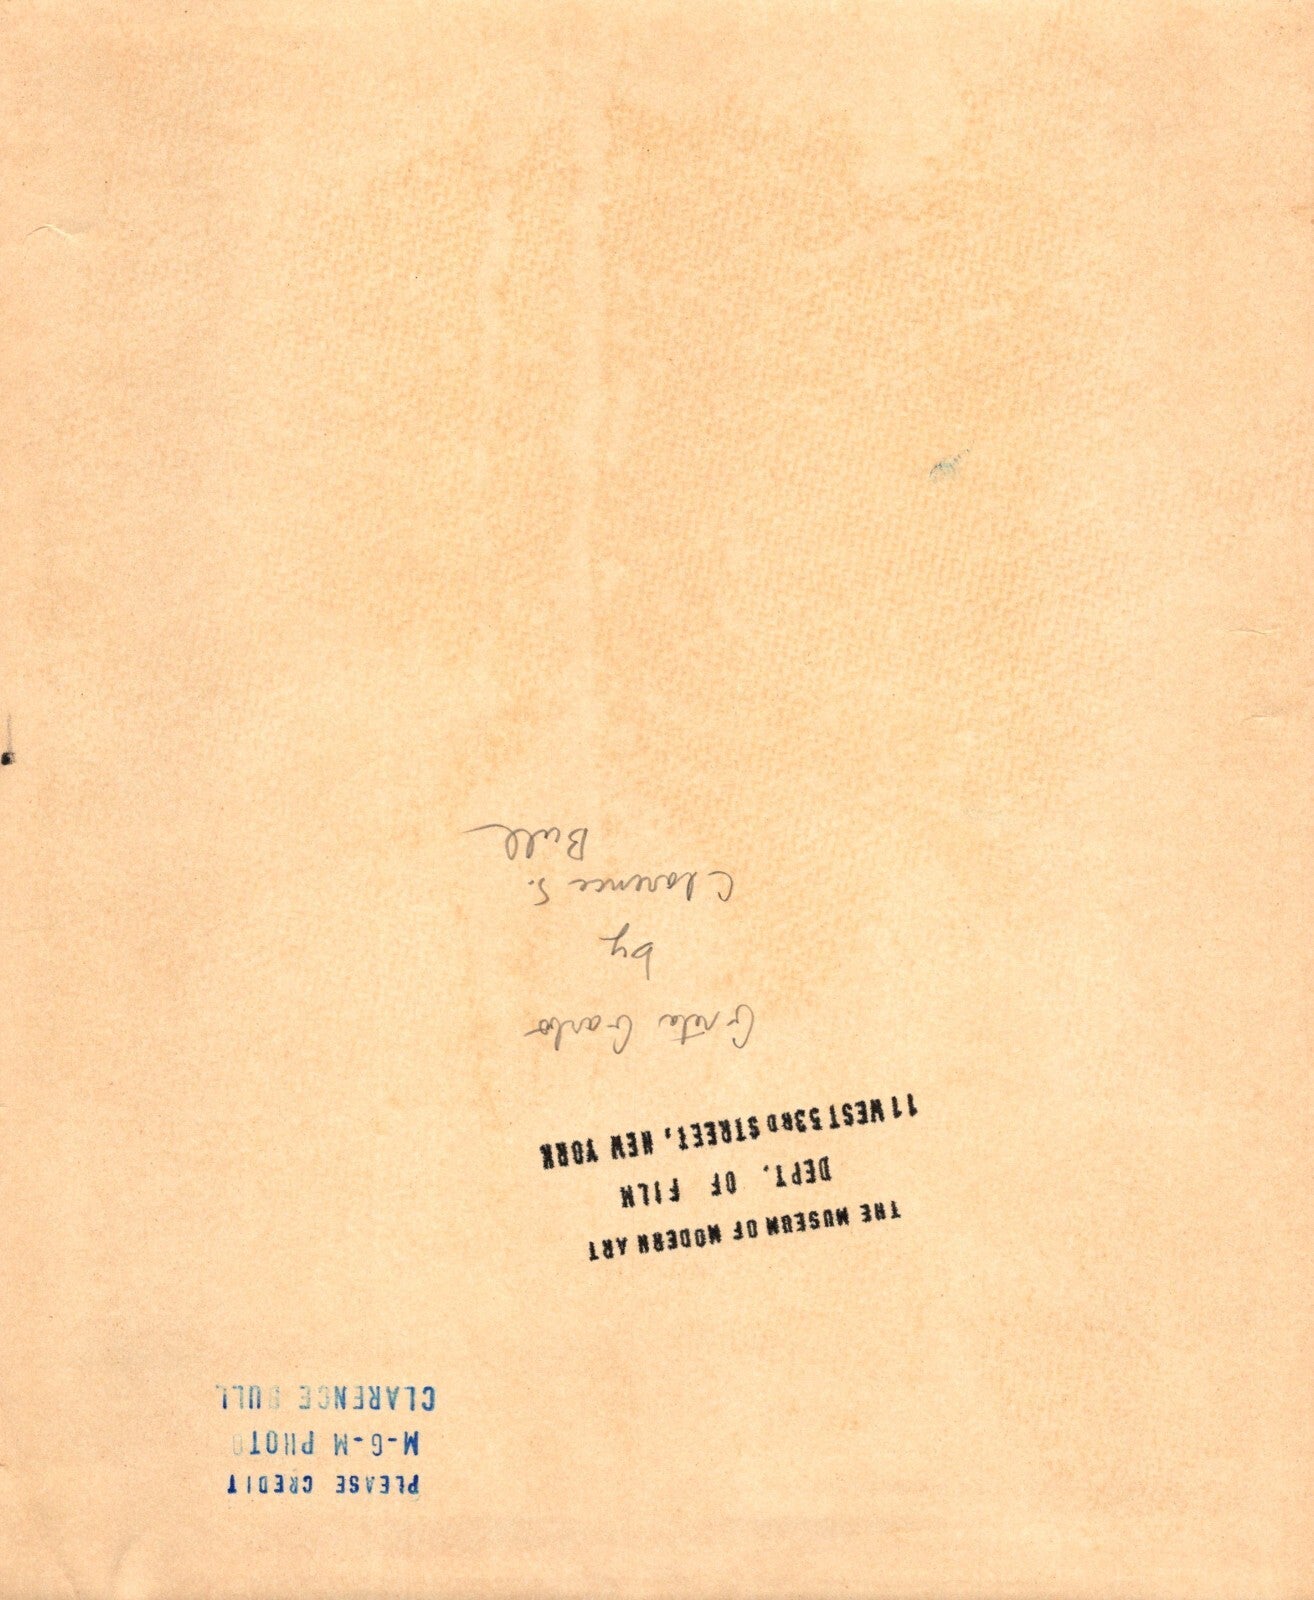 PLEASE CREDIT
M-G-M PHOTO
CLARENCE BULL
THE MUSEUM OF MODERN ART
DEPT. OF FILM
11 WEST 53RD STREET, NEW YORK
Greta Garbo
by
Clarence S.
Bull